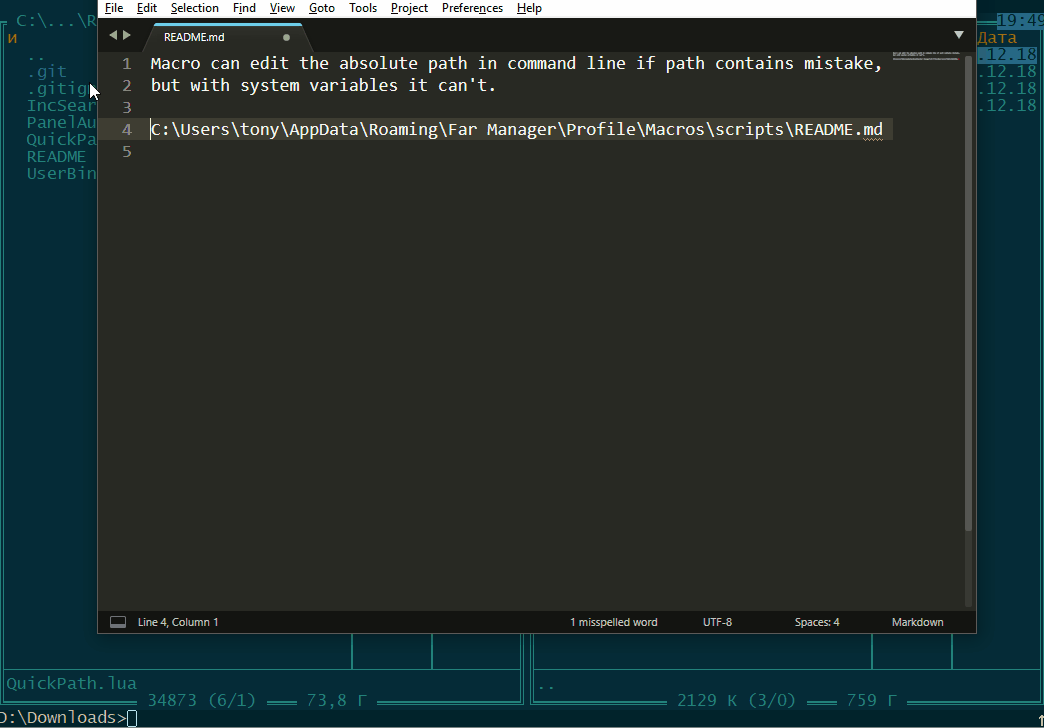 File Edit Selection Find View Goto Tools Project Preferences Help
C:\...\R
19:49
README.md
и
Дата
1 Macro can edit the absolute path in command line if path contains mistake,
2 but with system variables it can't.
3
4 C:\Users\tony\AppData\Roaming\Far Manager\Profile\Macros\scripts\README.md
5
..
.git
.gitig
IncSear
PanelAu
QuickPa
README
UserBin
.12.18
.12.18
.12.18
.12.18
Line 4, Column 1 1 misspelled word UTF-8 Spaces: 4 Markdown
QuickPath.lua
..
34873 (6/1) 73,8 Г
2129 K (3/0) 759 Г
D:\Downloads>